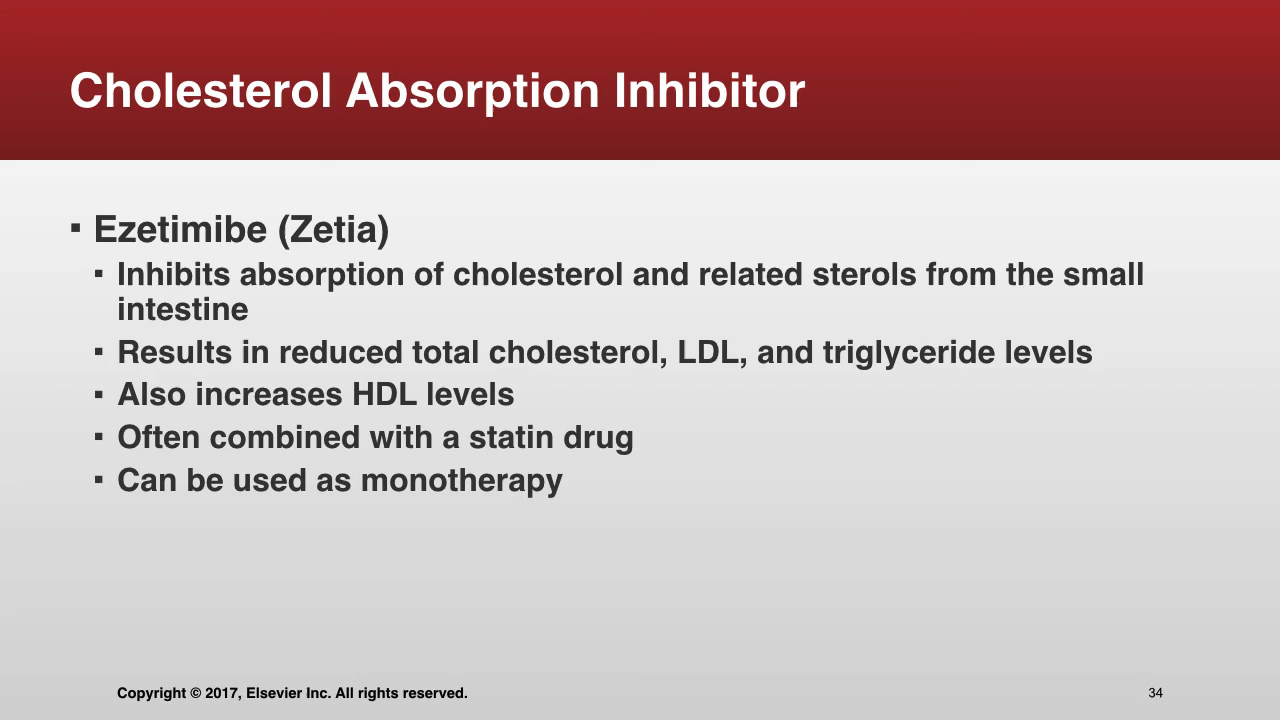 Cholesterol Absorption Inhibitor
▪ Ezetimibe (Zetia)
▪ Inhibits absorption of cholesterol and related sterols from the small
intestine
▪ Results in reduced total cholesterol, LDL, and triglyceride levels
▪ Also increases HDL levels
▪ Often combined with a statin drug
▪ Can be used as monotherapy
Copyright © 2017, Elsevier Inc. All rights reserved.
34